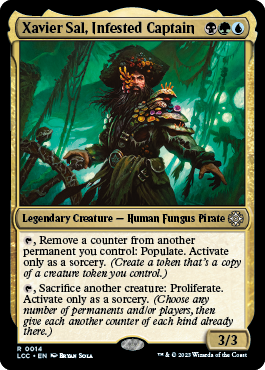 Xavier Sal, Infested Captain
Legendary Creature — Human Fungus Pirate
, Remove a counter from another
permanent you control: Populate. Activate
only as a sorcery. (Create a token that's a copy
of a creature token you control.)
, Sacrifice another creature: Proliferate.
Activate only as a sorcery. (Choose any
number of permanents and/or players, then
give each another counter of each kind already
there.)
3/3
R 0014
LCC • EN Bryan Sola
™ & © 2023 Wizards of the Coast